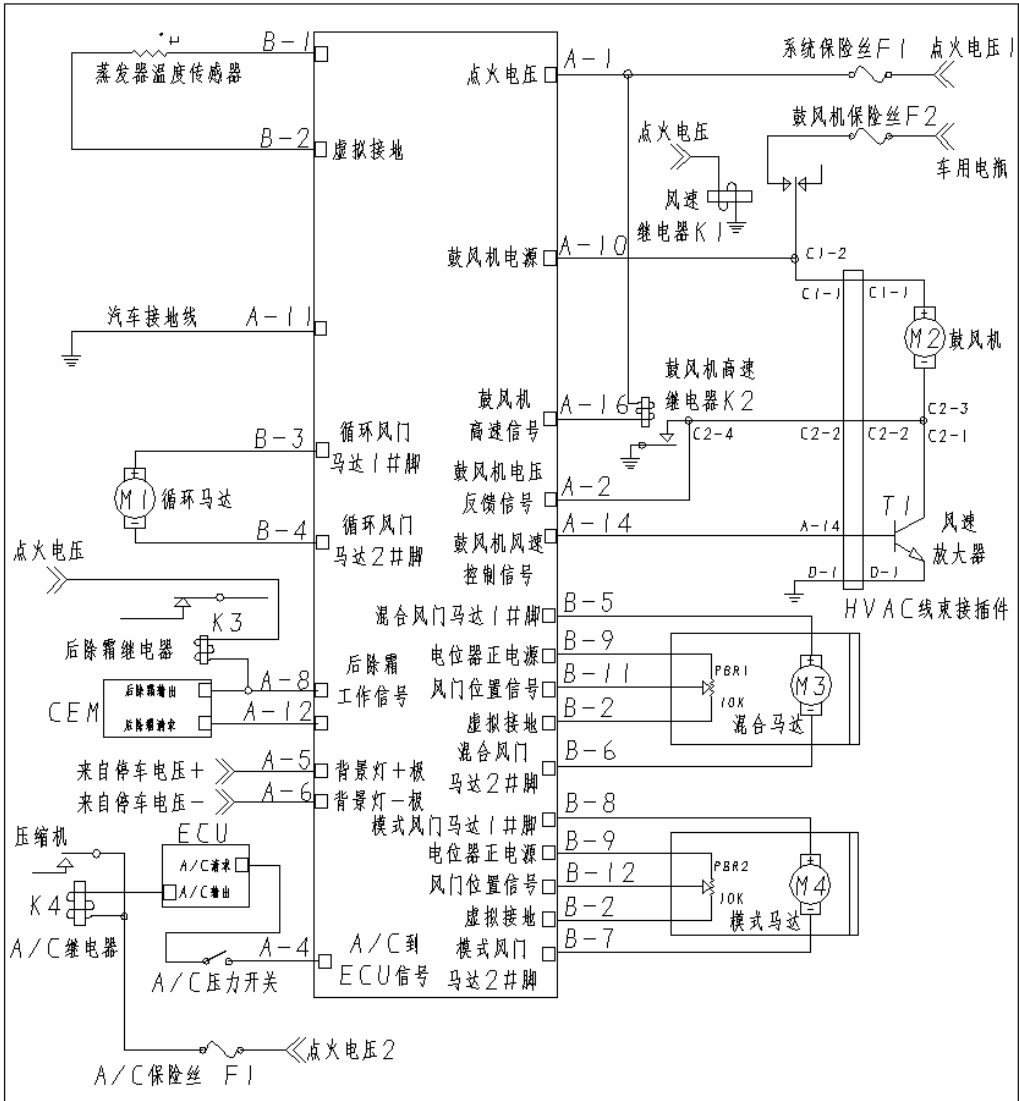 B-1
蒸发器温度传感器
B-2
虚拟接地
汽车接地线
A-11
B-3
循环风门
马达1#脚
M1
循环马达
B-4
循环风门
马达2#脚
点火电压
K3
后除霜继电器
CEM
后除霜输出
后除霜请求
A-8
后除霜
工作信号
A-12
来自停车电压+
A-5
背景灯+极
来自停车电压-
A-6
背景灯-极
压缩机
ECU
A/C请求
A/C输出
K4
A/C继电器
A-4
A/C到
ECU信号
A/C压力开关
点火电压2
A/C保险丝 F1
点火电压
A-1
系统保险丝F1
点火电压1
鼓风机保险丝F2
车用电瓶
点火电压
风速
继电器K1
鼓风机电源
A-10
C1-2
C1-1
C1-1
M2
鼓风机
鼓风机
高速信号
A-16
鼓风机高速
继电器K2
C2-4
C2-2
C2-2
C2-3
C2-1
鼓风机电压
反馈信号
A-2
鼓风机风速
控制信号
A-14
A-14
T1
风速
放大器
D-1
D-1
HVAC线束接插件
混合风门马达1#脚
B-5
电位器正电源
B-9
风门位置信号
B-11
虚拟接地
B-2
PBR1
10K
M3
混合马达
混合风门
马达2#脚
B-6
模式风门马达1#脚
B-8
电位器正电源
B-9
风门位置信号
B-12
虚拟接地
B-2
PBR2
10K
M4
模式马达
模式风门
马达2#脚
B-7